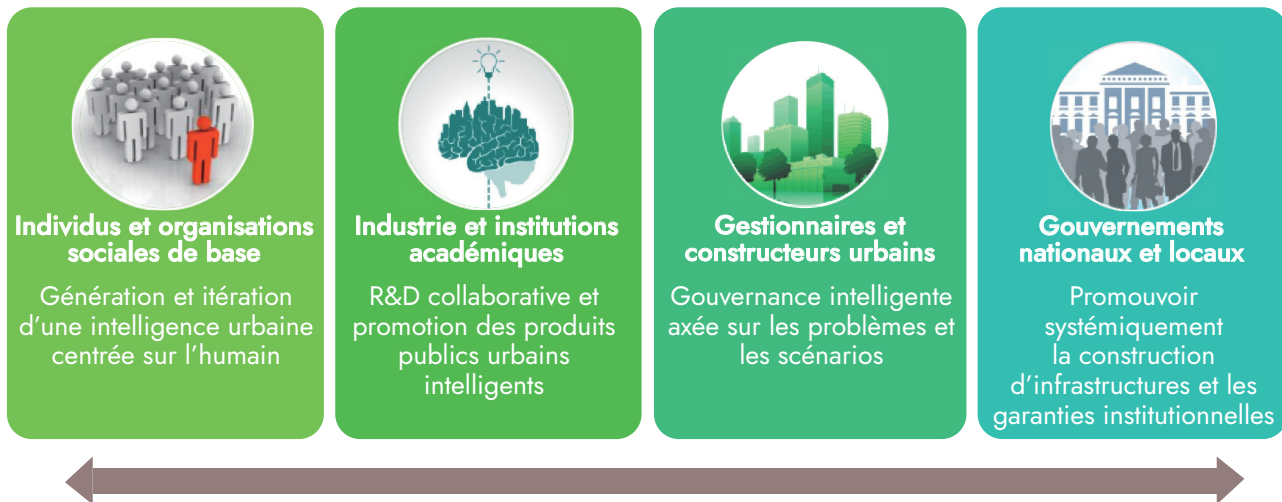 Individus et organisations
sociales de base
Génération et itération
d’une intelligence urbaine
centrée sur l’humain
Industrie et institutions
académiques
R&D collaborative et
promotion des produits
publics urbains
intelligents
Gestionnaires et
constructeurs urbains
Gouvernance intelligente
axée sur les problèmes et
les scénarios
Gouvernements
nationaux et locaux
Promouvoir
systémiquement
la construction
d’infrastructures et les
garanties institutionnelles